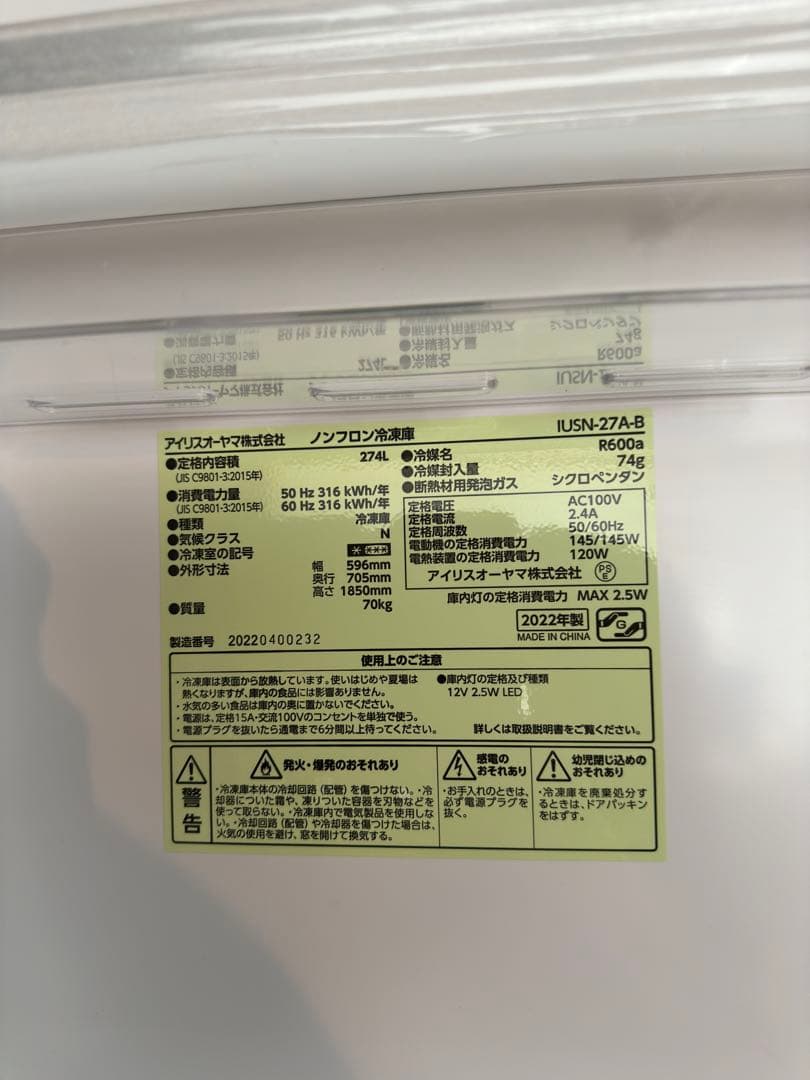 アイリスオーヤマ株式会社 ノンフロン冷凍庫 IUSN-27A-B
●定格内容積 274L
(JIS C9801-3:2015年)
●消費電力量 50 Hz 316 kWh/年
(JIS C9801-3:2015年) 60 Hz 316 kWh/年
●種類 冷凍庫
●気候クラス N
●冷凍室の記号
●外形寸法 幅 596mm
奥行 705mm
高さ 1850mm
●質量 70kg
製造番号 20220400232
●冷媒名 R600a
●冷媒封入量 74g
●断熱材用発泡ガス シクロペンタン
定格電圧 AC100V
定格電流 2.4A
定格周波数 50/60Hz
電動機の定格消費電力 145/145W
電熱装置の定格消費電力 120W
アイリスオーヤマ株式会社 PSE
庫内灯の定格消費電力 MAX 2.5W
2022年製
MADE IN CHINA
G
使用上のご注意
・冷凍庫は表面から放熱しています。使いはじめや夏場は
熱くなりますが、庫内の食品には影響ありません。
・水気の多い食品は庫内の奥に置かないでください。
・電源は、定格15A・交流100Vのコンセントを単独で使う。
・電源プラグを抜いたら通電まで6分間以上待ってください。
●庫内灯の定格及び種類
12V 2.5W LED
詳しくは取扱説明書をご覧ください。
警告
発火・爆発のおそれあり
・冷凍庫本体の冷却回路(配管)を傷つけない。・冷
却器についた霜や、凍りついた容器を刃物などを
使って取らない。・冷凍庫内で電気製品を使用しな
い。・冷却回路(配管)や冷却器を傷つけた場合は、
火気の使用を避け、窓を開けて換気する。
感電の
おそれあり
・お手入れのときは、
必ず電源プラグを
抜く。
幼児閉じ込めの
おそれあり
・冷凍庫を廃棄処分す
るときは、ドアパッキン
をはずす。